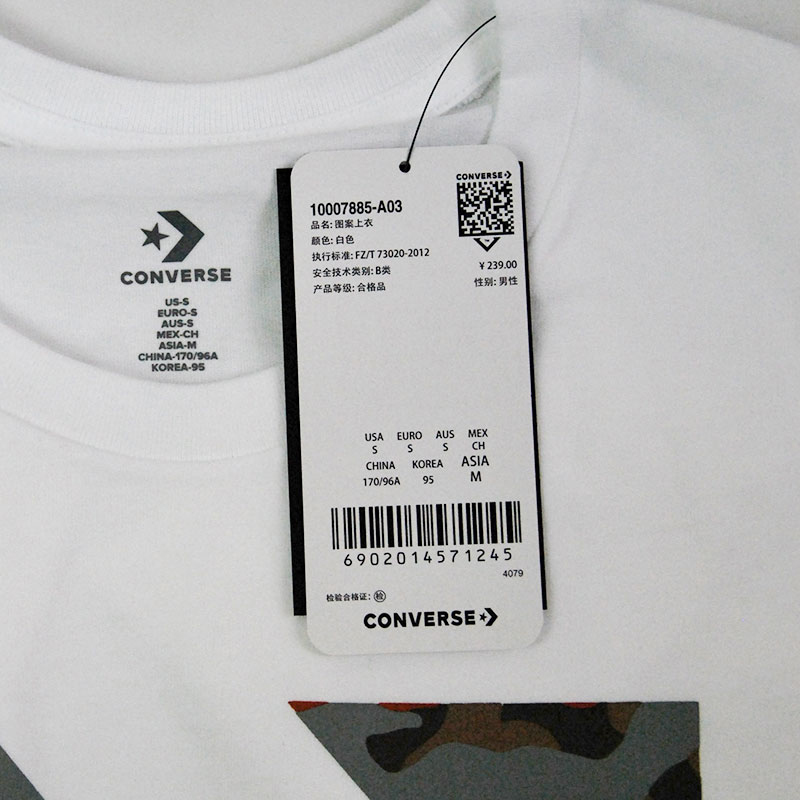 CONVERSE
US-S
EURO-S
AUS-S
MEX-CH
ASIA-M
CHINA-170/96A
KOREA-95
CONVERSE
10007885-A03
品名: 图案上衣
颜色: 白色
执行标准: FZ/T 73020-2012
安全技术类别: B类
产品等级: 合格品
¥ 239.00
性别: 男性
USA EURO AUS MEX
S S S CH
CHINA KOREA ASIA
170/96A 95 M
6902014571245
4079
检验合格证: 检
CONVERSE